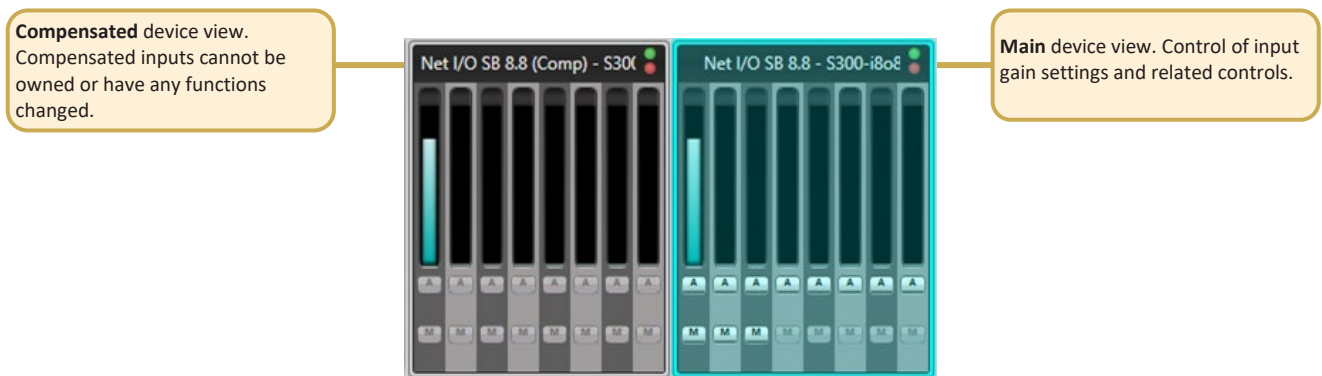 Compensated device view.
Compensated inputs cannot be
owned or have any functions
changed.
Net I/O SB 8.8 (Comp) - S30(
Net I/O SB 8.8 - S300-i8o8
Main device view. Control of input
gain settings and related controls.
A A A A A A A A
A A A A A A A A
M M M M M M M M
M M M M M M M M